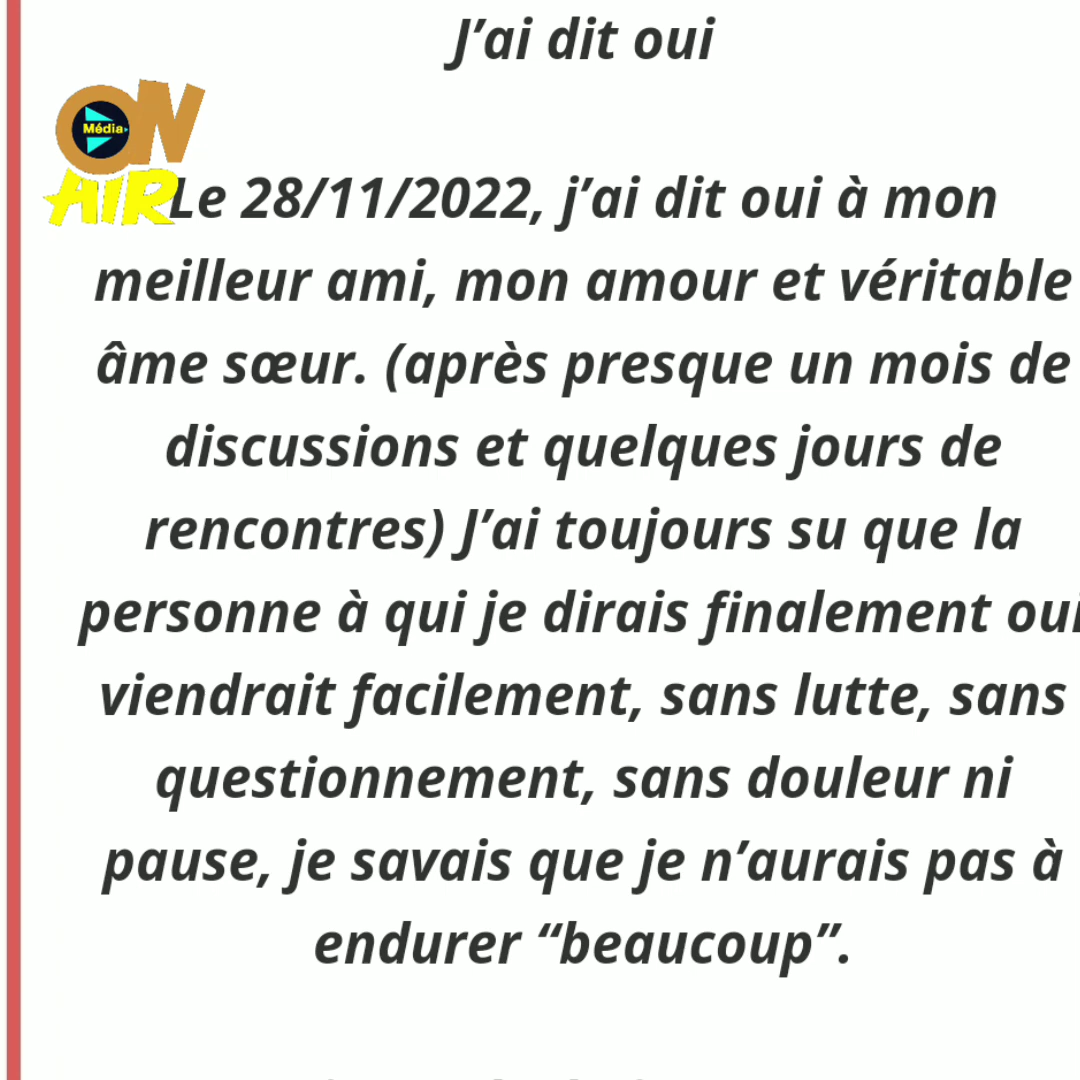 J’ai dit oui
ON
Média
AIR
Le 28/11/2022, j’ai dit oui à mon
meilleur ami, mon amour et véritable
âme sœur. (après presque un mois de
discussions et quelques jours de
rencontres) J’ai toujours su que la
personne à qui je dirais finalement oui
viendrait facilement, sans lutte, sans
questionnement, sans douleur ni
pause, je savais que je n’aurais pas à
endurer “beaucoup”.